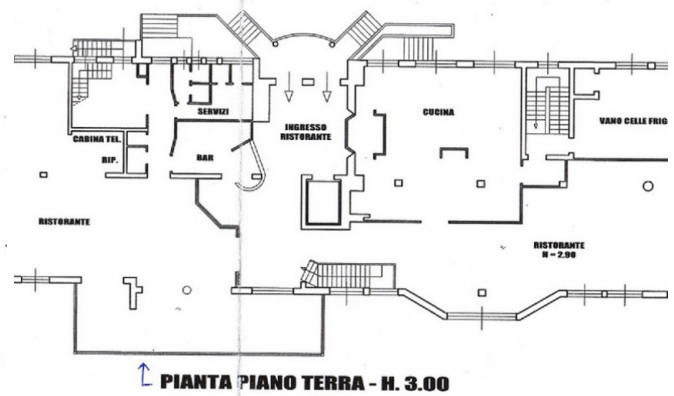 SERVIZI
CUCINA
INGRESSO
RISTORANTE
VANO CELLE FRIG
CABINA TEL.
RIP.
BAR
RISTORANTE
RISTORANTE
H = 2.90
PIANTA PIANO TERRA - H. 3.00